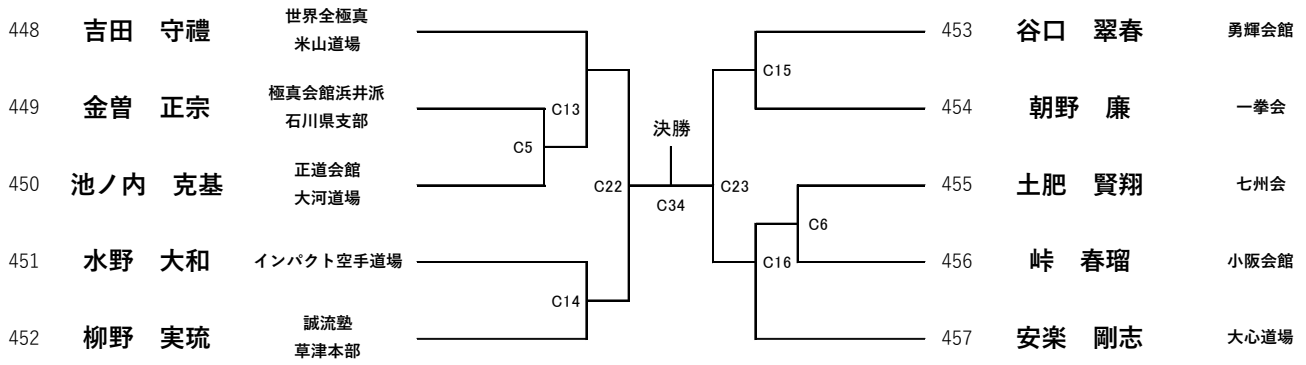 448 吉田 守禮 世界全極真
米山道場
449 金曽 正宗 極真会館浜井派
石川県支部
450 池ノ内 克基 正道会館
大河道場
451 水野 大和 インパクト空手道場
452 柳野 実琉 誠流塾
草津本部
C5
C13
C14
C22
決勝
C34
C23
C15
C6
C16
453 谷口 翠春 勇輝会館
454 朝野 廉 一拳会
455 土肥 賢翔 七州会
456 峠 春瑠 小阪会館
457 安楽 剛志 大心道場